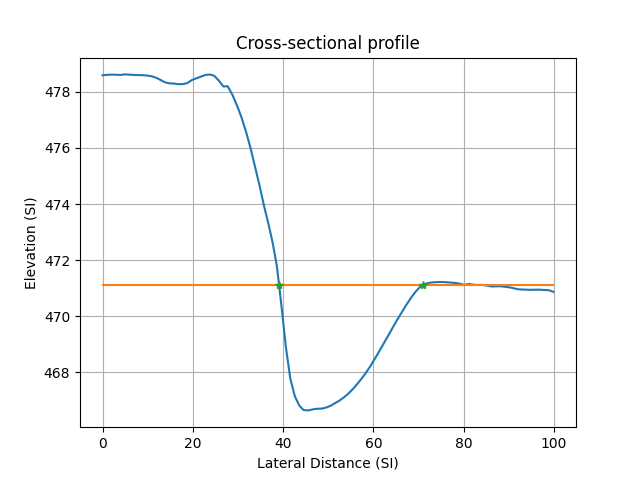 Cross-sectional profile
Elevation (SI)
478
476
474
472
470
468
0 20 40 60 80 100
Lateral Distance (SI)